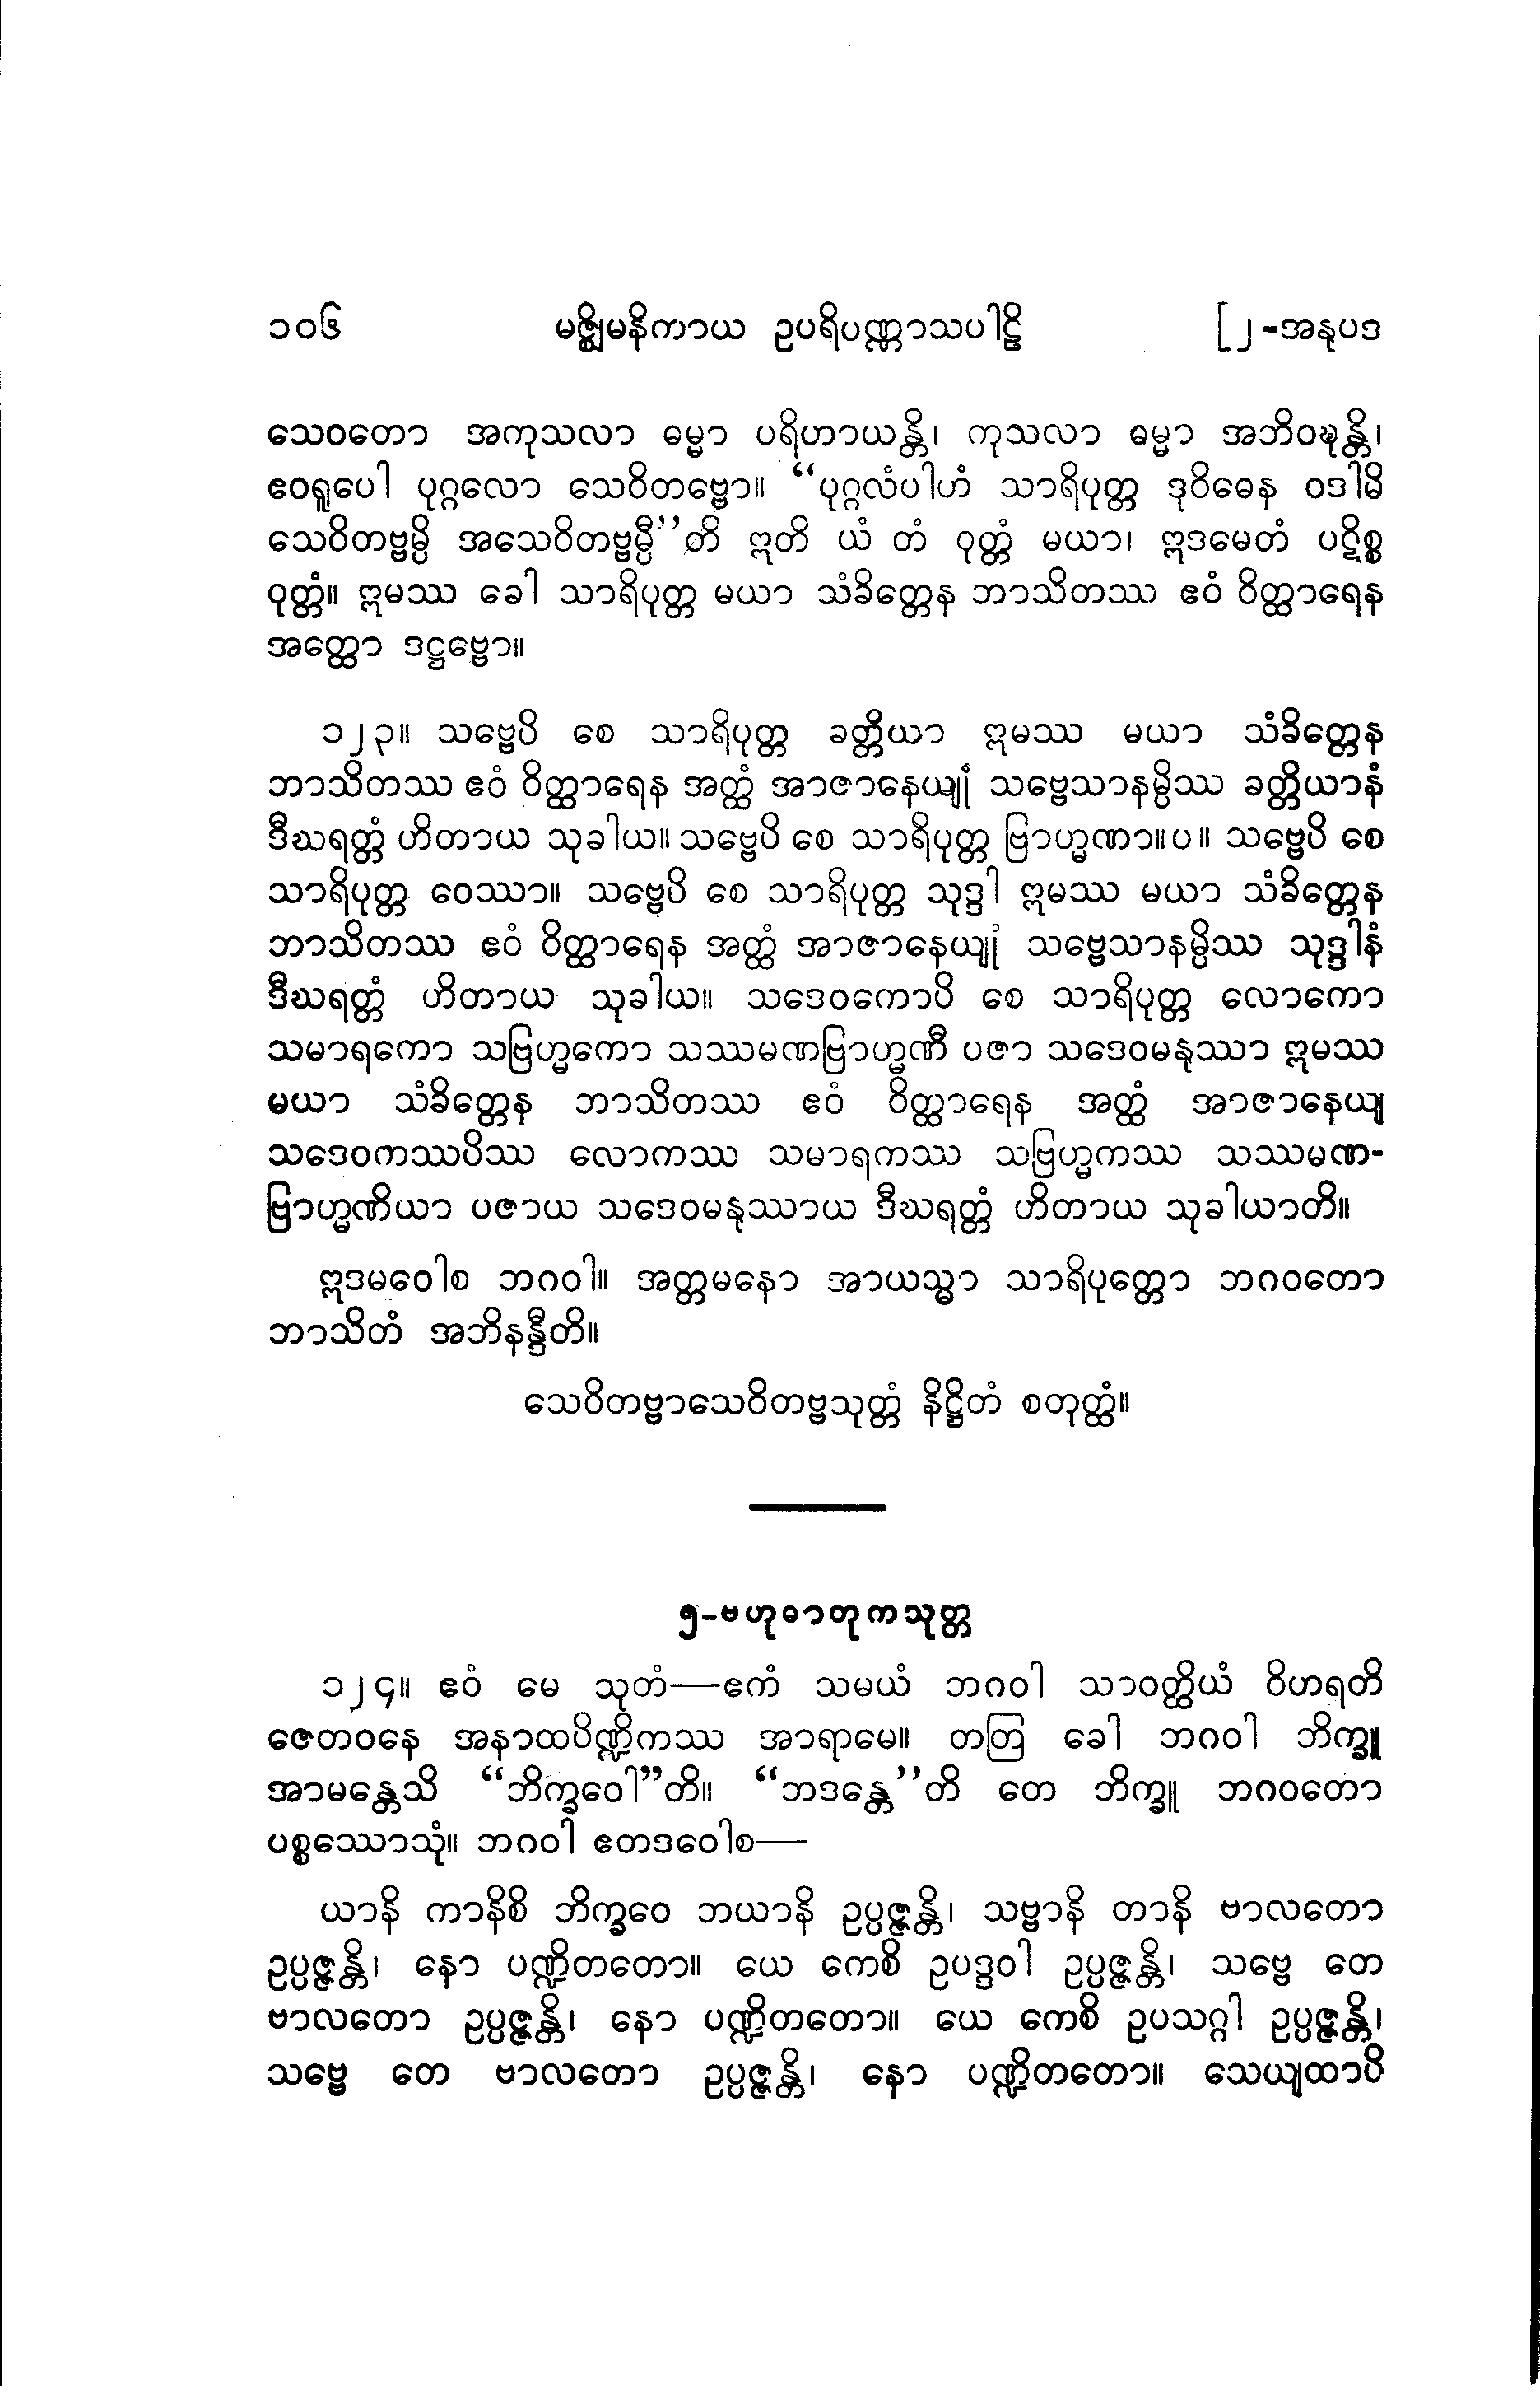 ၁၀၆ မဇ္ဈိမနိကာယ ဥပရိပဏ္ဏာသပါဠိ [၂-အနုပဒ
သေဝတော အကုသလာ ဓမ္မာ ပရိဟာယန္တိ၊ ကုသလာ ဓမ္မာ အဘိဝဍ္ဎန္တိ၊
ဧဝရူပေါ ပုဂ္ဂလော သေဝိတဗ္ဗော။ “ပုဂ္ဂလံပါဟံ သာရိပုတ္တ ဒုဝိဓေန ဝဒါမိ
သေဝိတဗ္ဗမ္ပိ အသေဝိတဗ္ဗမ္ပီ”တိ ဣတိ ယံ တံ ဝုတ္တံ မယာ၊ ဣဒမေတံ ပဋိစ္စ
ဝုတ္တံ။ ဣမဿ ခေါ သာရိပုတ္တ မယာ သံခိတ္တေန ဘာသိတဿ ဧဝံ ဝိတ္ထာရေန
အတ္ထော ဒဋ္ဌဗ္ဗော။
၁၂၃။ သဗ္ဗေပိ စေ သာရိပုတ္တ ခတ္တိယာ ဣမဿ မယာ သံခိတ္တေန
ဘာသိတဿ ဧဝံ ဝိတ္ထာရေန အတ္ထံ အာဇာနေယျုံ သဗ္ဗေသာနမ္ပိဿ ခတ္တိယာနံ
ဒီဃရတ္တံ ဟိတာယ သုခါယ။ သဗ္ဗေပိ စေ သာရိပုတ္တ ဗြာဟ္မဏာ။ပ။ သဗ္ဗေပိ စေ
သာရိပုတ္တ ဝေဿာ။ သဗ္ဗေပိ စေ သာရိပုတ္တ သုဒ္ဒါ ဣမဿ မယာ သံခိတ္တေန
ဘာသိတဿ ဧဝံ ဝိတ္ထာရေန အတ္ထံ အာဇာနေယျုံ သဗ္ဗေသာနမ္ပိဿ သုဒ္ဒါနံ
ဒီဃရတ္တံ ဟိတာယ သုခါယ။ သဒေဝကောပိ စေ သာရိပုတ္တ လောကော
သမာရကော သဗြဟ္မကော သဿမဏဗြာဟ္မဏီ ပဇာ သဒေဝမနုဿာ ဣမဿ
မယာ သံခိတ္တေန ဘာသိတဿ ဧဝံ ဝိတ္ထာရေန အတ္ထံ အာဇာနေယျ
သဒေဝကဿပိဿ လောကဿ သမာရကဿ သဗြဟ္မကဿ သဿမဏ-
ဗြာဟ္မဏိယာ ပဇာယ သဒေဝမနုဿာယ ဒီဃရတ္တံ ဟိတာယ သုခါယာတိ။
ဣဒမဝေါစ ဘဂဝါ။ အတ္တမနော အာယသ္မာ သာရိပုတ္တော ဘဂဝတော
ဘာသိတံ အဘိနန္ဒီတိ။
သေဝိတဗ္ဗာသေဝိတဗ္ဗသုတ္တံ နိဋ္ဌိတံ စတုတ္ထံ။
၅-ဗဟုဓာတုကသုတ္တ
၁၂၄။ ဧဝံ မေ သုတံ—ဧကံ သမယံ ဘဂဝါ သာဝတ္ထိယံ ဝိဟရတိ
ဇေတဝနေ အနာထပိဏ္ဍိကဿ အာရာမေ။ တတြ ခေါ ဘဂဝါ ဘိက္ခူ
အာမန္တေသိ “ဘိက္ခဝေါ”တိ။ “ဘဒန္တေ”တိ တေ ဘိက္ခူ ဘဂဝတော
ပစ္စဿောသုံ။ ဘဂဝါ ဧတဒဝေါစ—
ယာနိ ကာနိစိ ဘိက္ခဝေ ဘယာနိ ဥပ္ပဇ္ဇန္တိ၊ သဗ္ဗာနိ တာနိ ဗာလတော
ဥပ္ပဇ္ဇန္တိ၊ နော ပဏ္ဍိတတော။ ယေ ကေစိ ဥပဒ္ဒဝါ ဥပ္ပဇ္ဇန္တိ၊ သဗ္ဗေ တေ
ဗာလတော ဥပ္ပဇ္ဇန္တိ၊ နော ပဏ္ဍိတတော။ ယေ ကေစိ ဥပသဂ္ဂါ ဥပ္ပဇ္ဇန္တိ၊
သဗ္ဗေ တေ ဗာလတော ဥပ္ပဇ္ဇန္တိ၊ နော ပဏ္ဍိတတော။ သေယျထာပိ